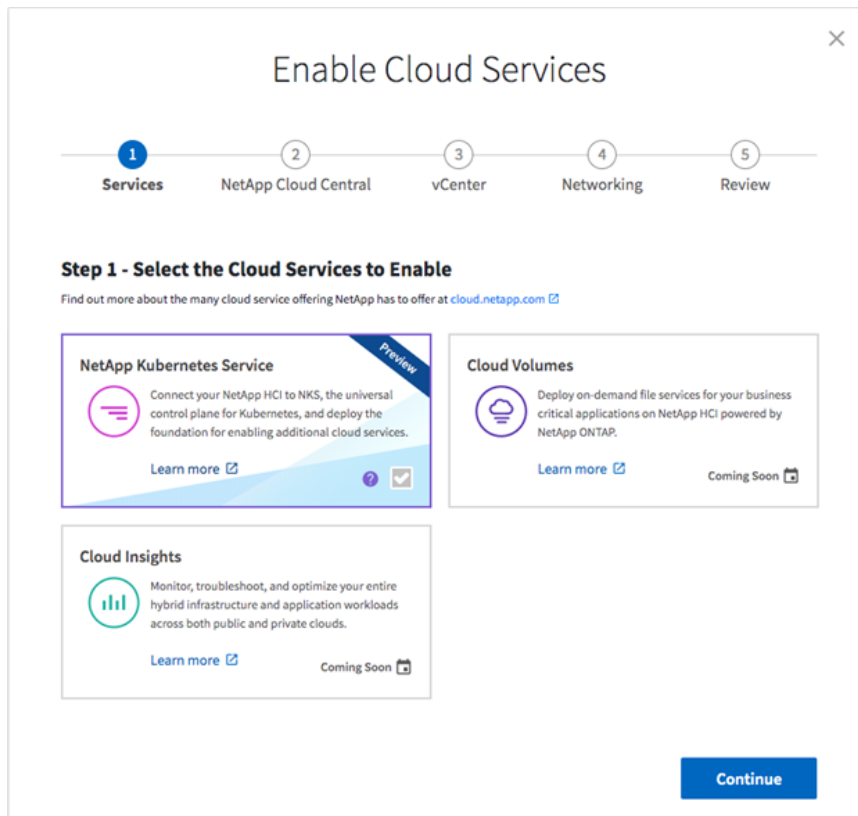 Enable Cloud Services
1
2
3
4
5
Services
NetApp Cloud Central
vCenter
Networking
Review
Step 1 - Select the Cloud Services to Enable
Find out more about the many cloud service offering NetApp has to offer at cloud.netapp.com
NetApp Kubernetes Service
Preview
Connect your NetApp HCI to NKS, the universal
control plane for Kubernetes, and deploy the
foundation for enabling additional cloud services.
Learn more
?
Cloud Volumes
Deploy on-demand file services for your business
critical applications on NetApp HCI powered by
NetApp ONTAP.
Learn more
Coming Soon
Cloud Insights
Monitor, troubleshoot, and optimize your entire
hybrid infrastructure and application workloads
across both public and private clouds.
Learn more
Coming Soon
Continue